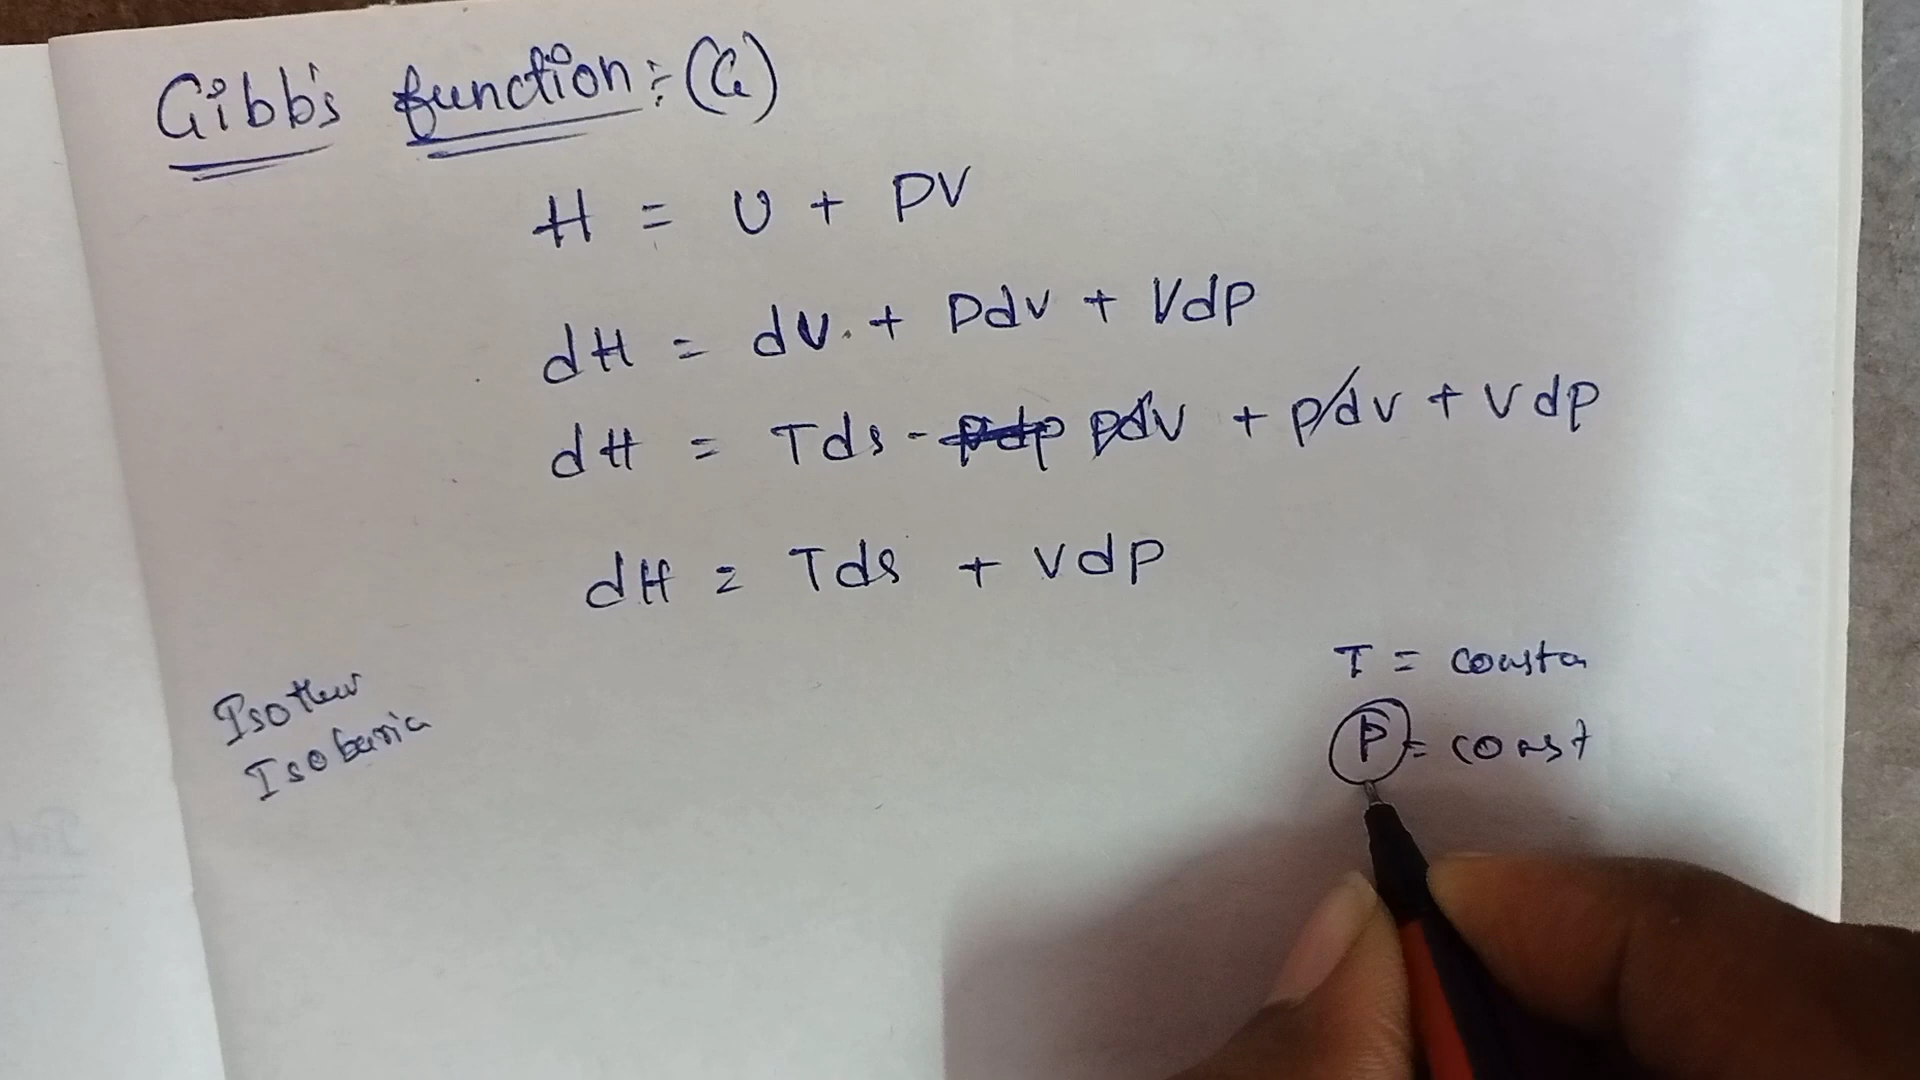 Gibb's function :- (G)
H = U + PV
dH = dU + Pdv + Vdp
dH = Tds - pdv + pdv + Vdp
dH = Tds + Vdp
T = consta
P = const
Isother
Isobaric